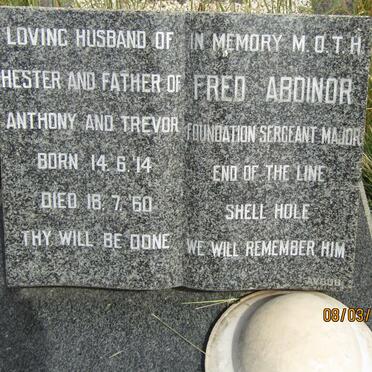 LOVING HUSBAND OF
HESTER AND FATHER OF
ANTHONY AND TREVOR
BORN 14.6.14
DIED 18.7.60
THY WILL BE DONE
IN MEMORY M.O.T.H.
FRED ABDINOR
FOUNDATION SERGEANT MAJOR
END OF THE LINE
SHELL HOLE
WE WILL REMEMBER HIM
08/03/